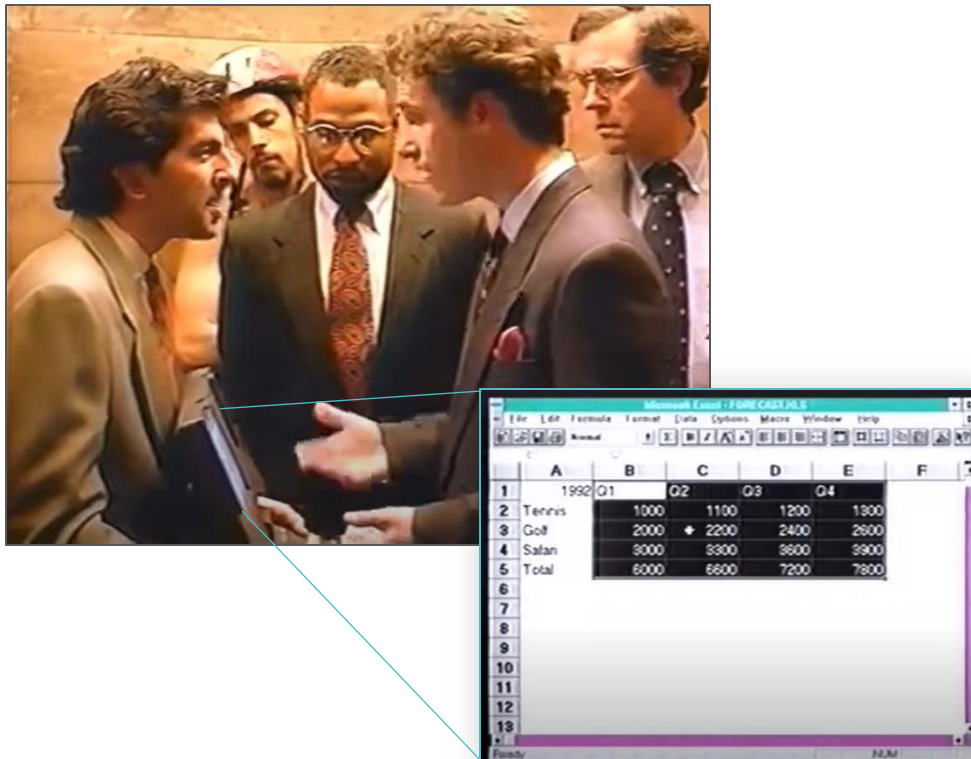 Microsoft Excel - FORECAST.XLS
File Edit Formula Format Data Options Macro Window Help
Normal Σ B I A A
A B C D E F
1 1992 Q1 Q2 Q3 Q4
2 Tennis 1000 1100 1200 1300
3 Golf 2000 2200 2400 2600
4 Safari 3000 3300 3600 3900
5 Total 6000 6600 7200 7800
6
7
8
9
10
11
12
13
Ready NUM